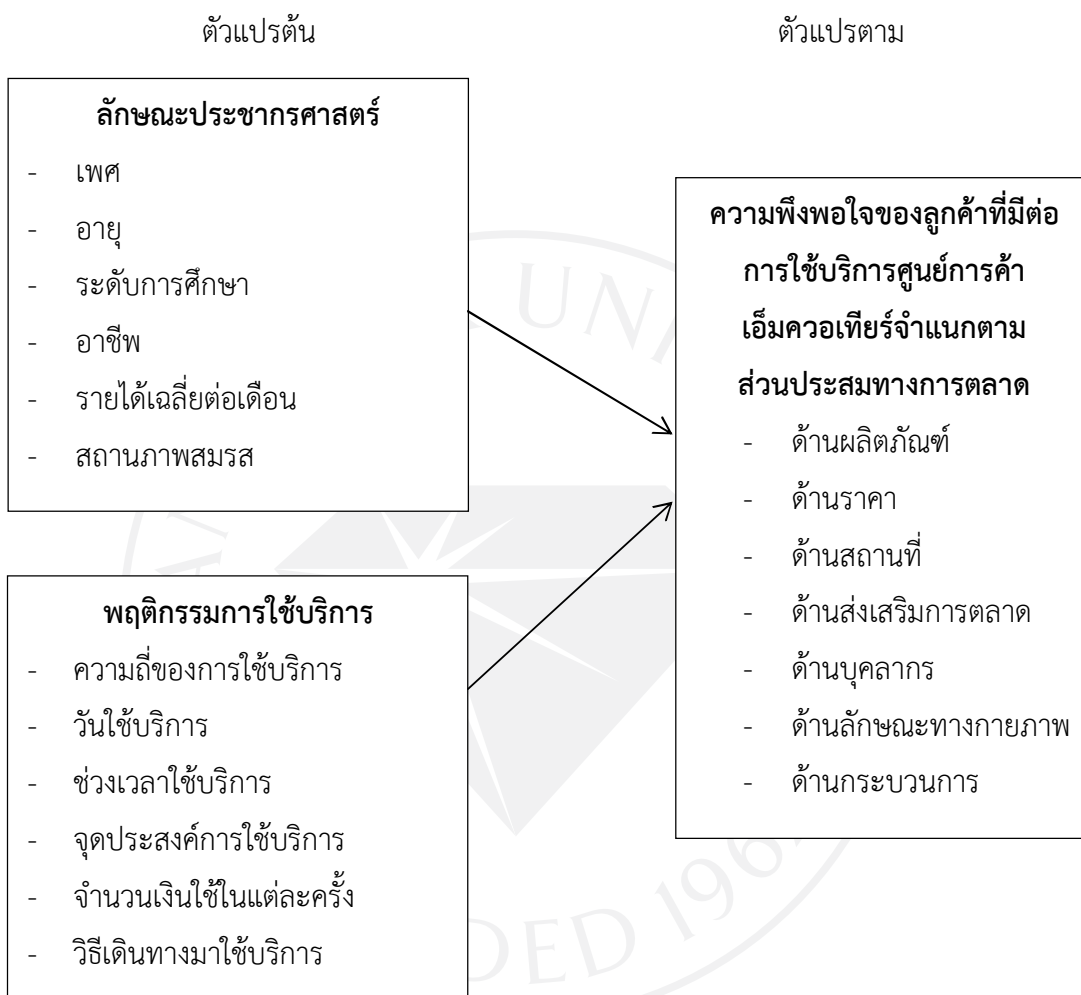 ตัวแปรต้น
ตัวแปรตาม
ลักษณะประชากรศาสตร์
- เพศ
- อายุ
- ระดับการศึกษา
- อาชีพ
- รายได้เฉลี่ยต่อเดือน
- สถานภาพสมรส
พฤติกรรมการใช้บริการ
- ความถี่ของการใช้บริการ
- วันใช้บริการ
- ช่วงเวลาใช้บริการ
- จุดประสงค์การใช้บริการ
- จำนวนเงินใช้ในแต่ละครั้ง
- วิธีเดินทางมาใช้บริการ
ความพึงพอใจของลูกค้าที่มีต่อ
การใช้บริการศูนย์การค้า
เอ็มควอเทียร์จำแนกตาม
ส่วนประสมทางการตลาด
- ด้านผลิตภัณฑ์
- ด้านราคา
- ด้านสถานที่
- ด้านส่งเสริมการตลาด
- ด้านบุคลากร
- ด้านลักษณะทางกายภาพ
- ด้านกระบวนการ